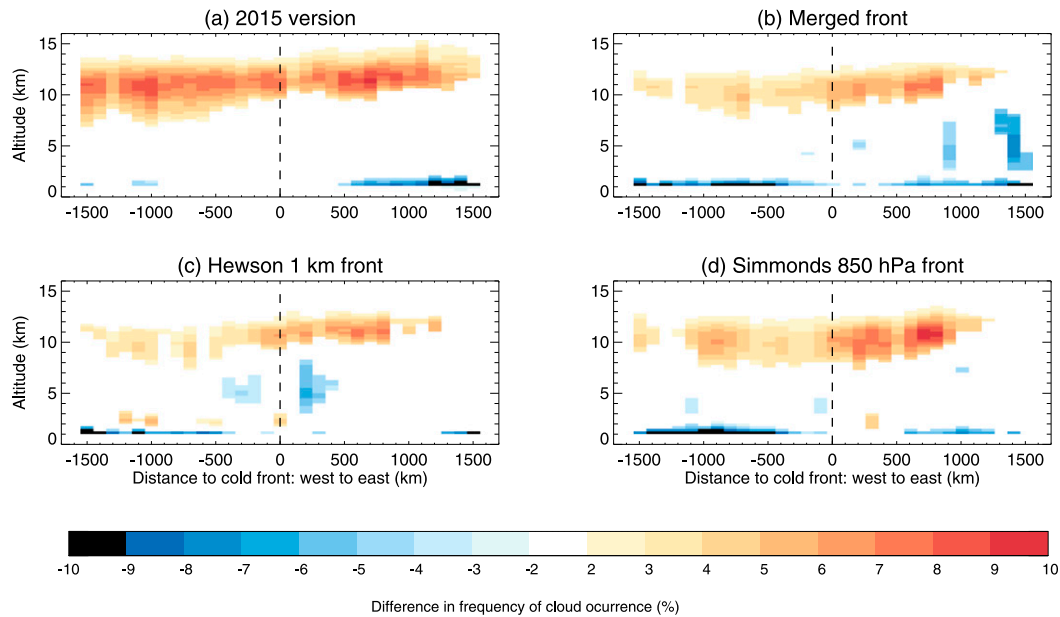 (a) 2015 version
(b) Merged front
15
10
5
0
Altitude (km)
-1500 -1000 -500 0 500 1000 1500
15
10
5
0
Altitude (km)
-1500 -1000 -500 0 500 1000 1500
(c) Hewson 1 km front
(d) Simmonds 850 hPa front
15
10
5
0
Altitude (km)
-1500 -1000 -500 0 500 1000 1500
Distance to cold front: west to east (km)
15
10
5
0
Altitude (km)
-1500 -1000 -500 0 500 1000 1500
Distance to cold front: west to east (km)
-10 -9 -8 -7 -6 -5 -4 -3 -2 2 3 4 5 6 7 8 9 10
Difference in frequency of cloud ocurrence (%)